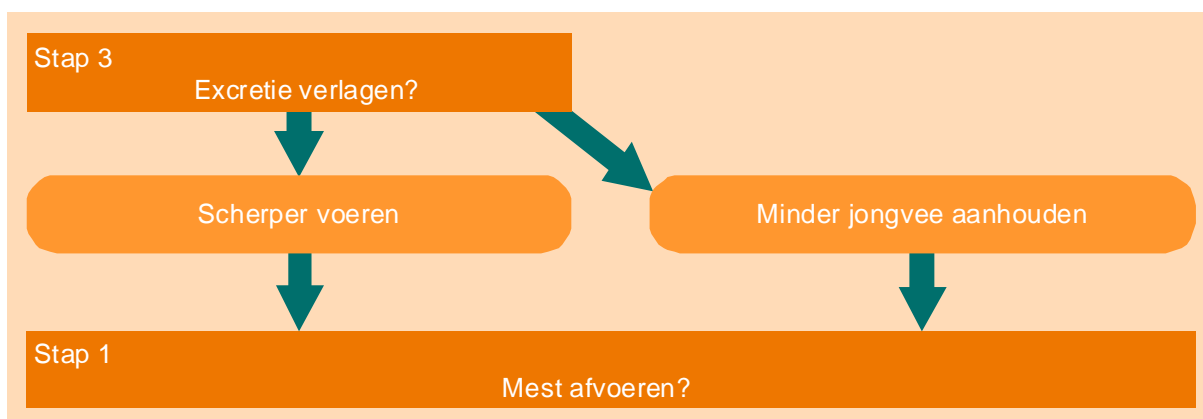 Stap 3
Excretie verlagen?
Scherper voeren
Minder jongvee aanhouden
Stap 1
Mest afvoeren?